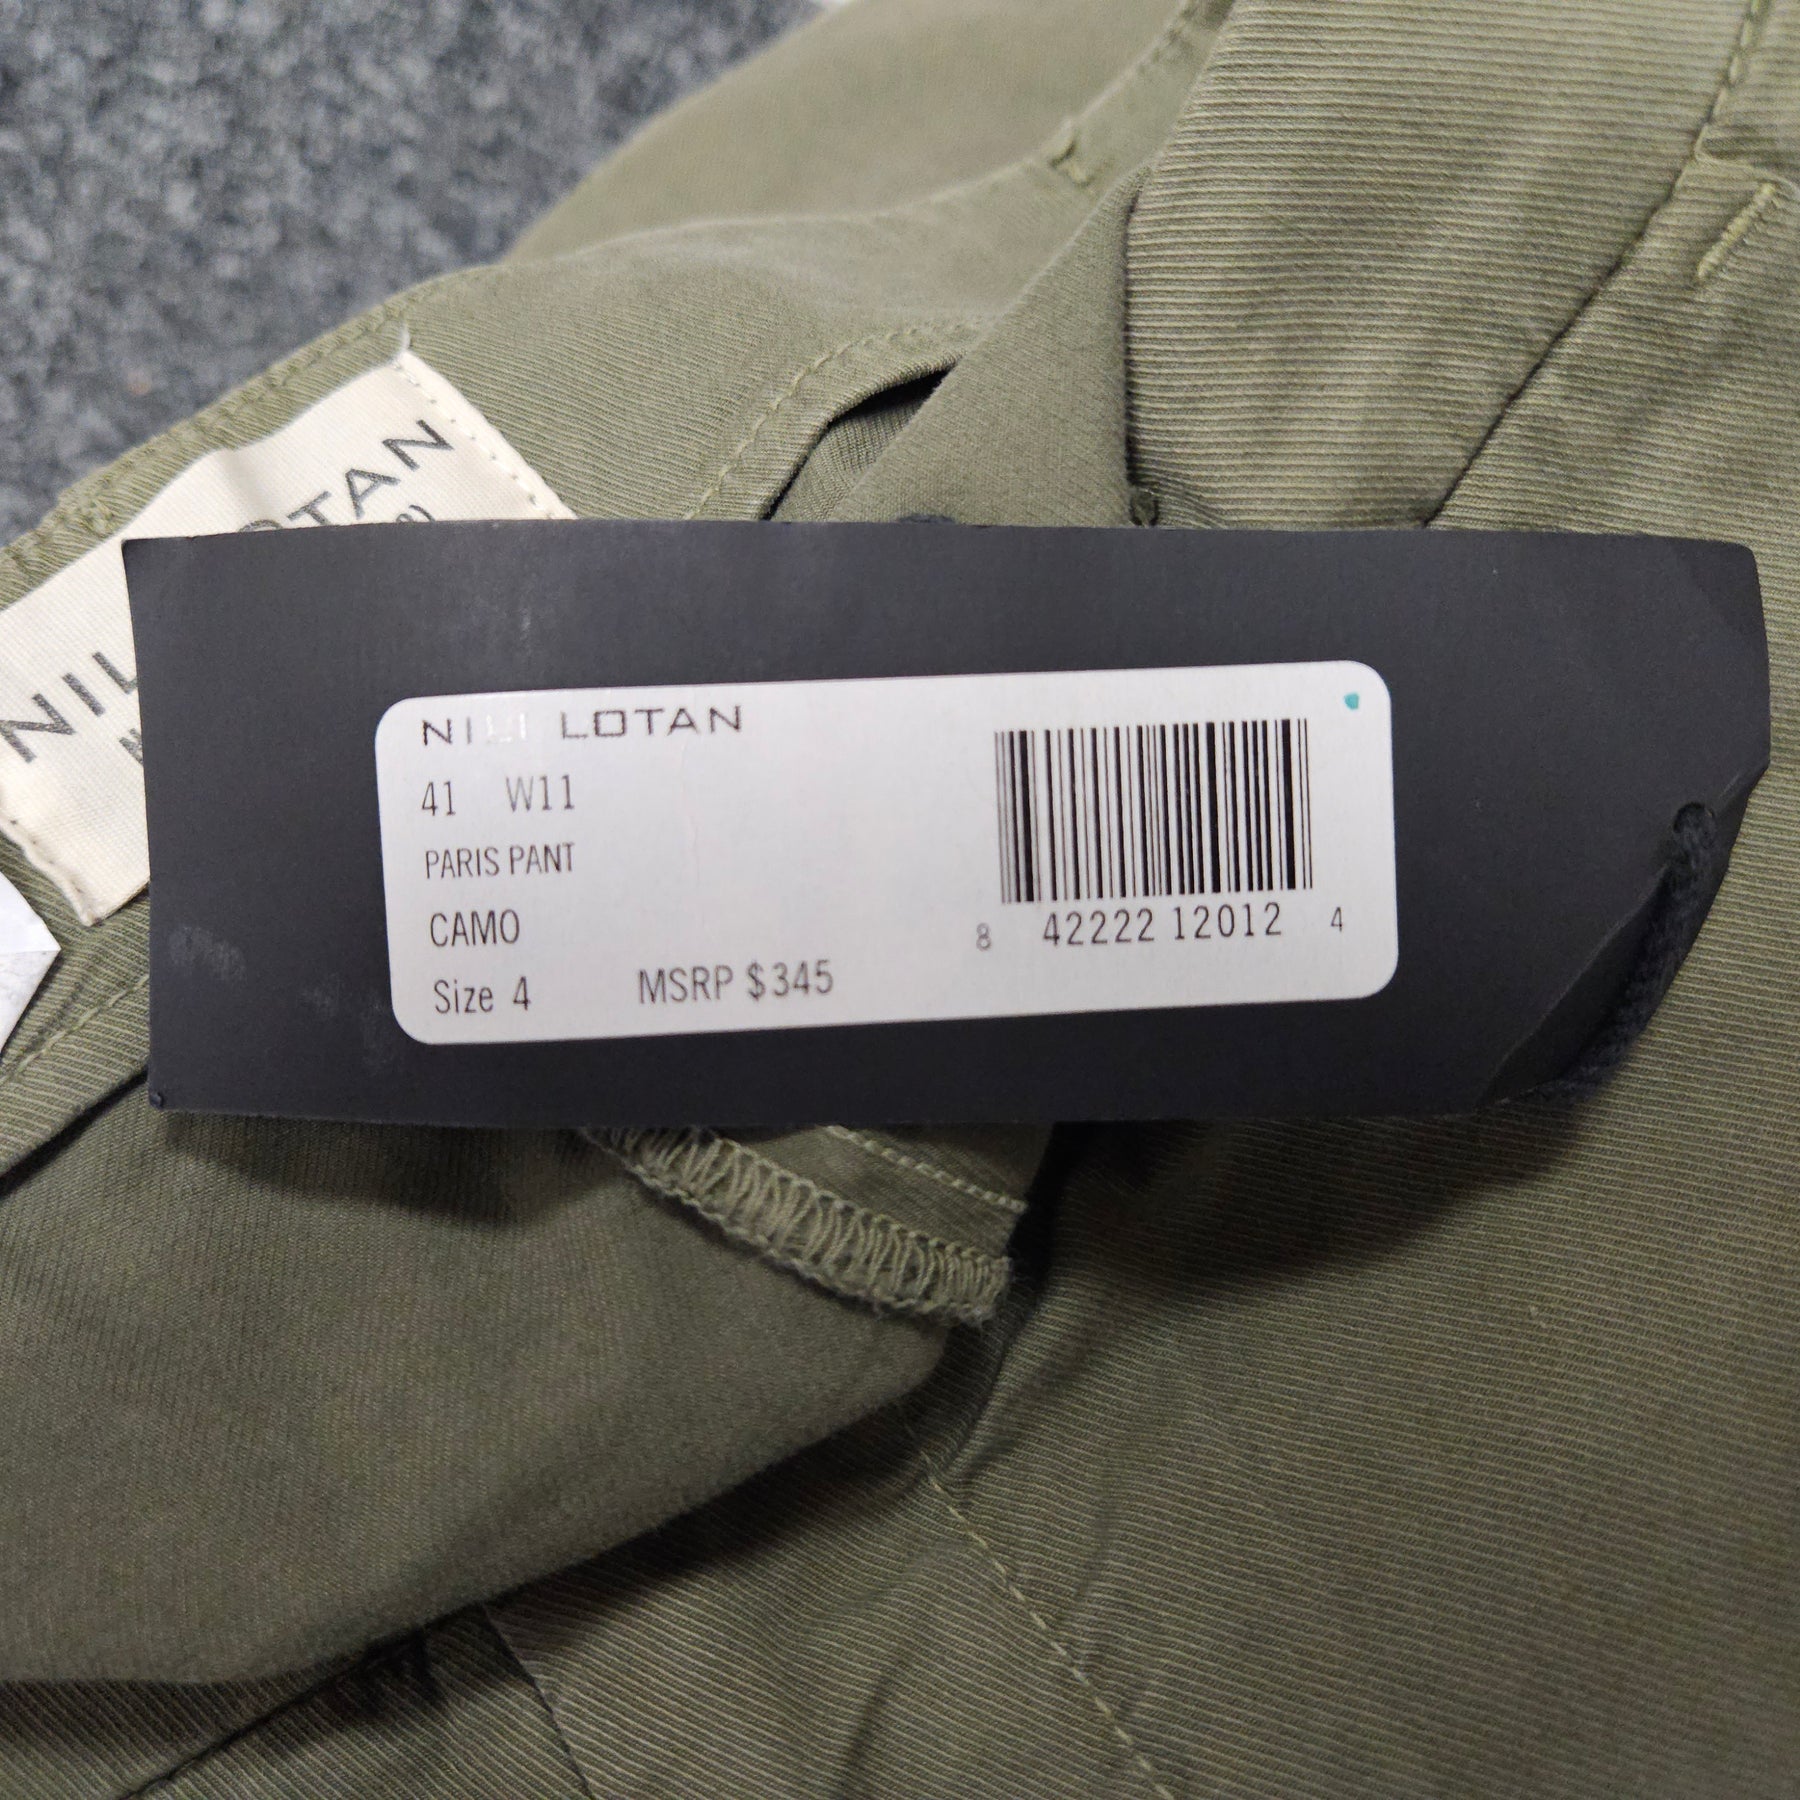 NILI LOTAN
41 W11
PARIS PANT
CAMO
Size 4 MSRP $345
8 42222 12012 4